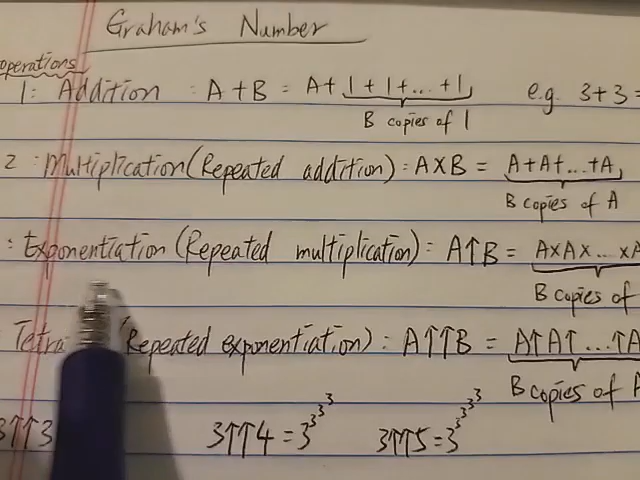 Graham's Number
operations
1: Addition : A+B = A+ 1+1+...+1, e.g. 3+3=
B copies of 1
2: Multiplication (Repeated addition) : A×B = A+A+...+A,
B copies of A
: Exponentiation (Repeated multiplication) : A↑B = A×A×...×A
B copies of
(Repeated exponentiation) : A↑↑B = A↑A↑...↑A
B copies of A
3↑↑3 3↑↑4 = 3^3^3^3 3↑↑5 = 3^3^3^3^3